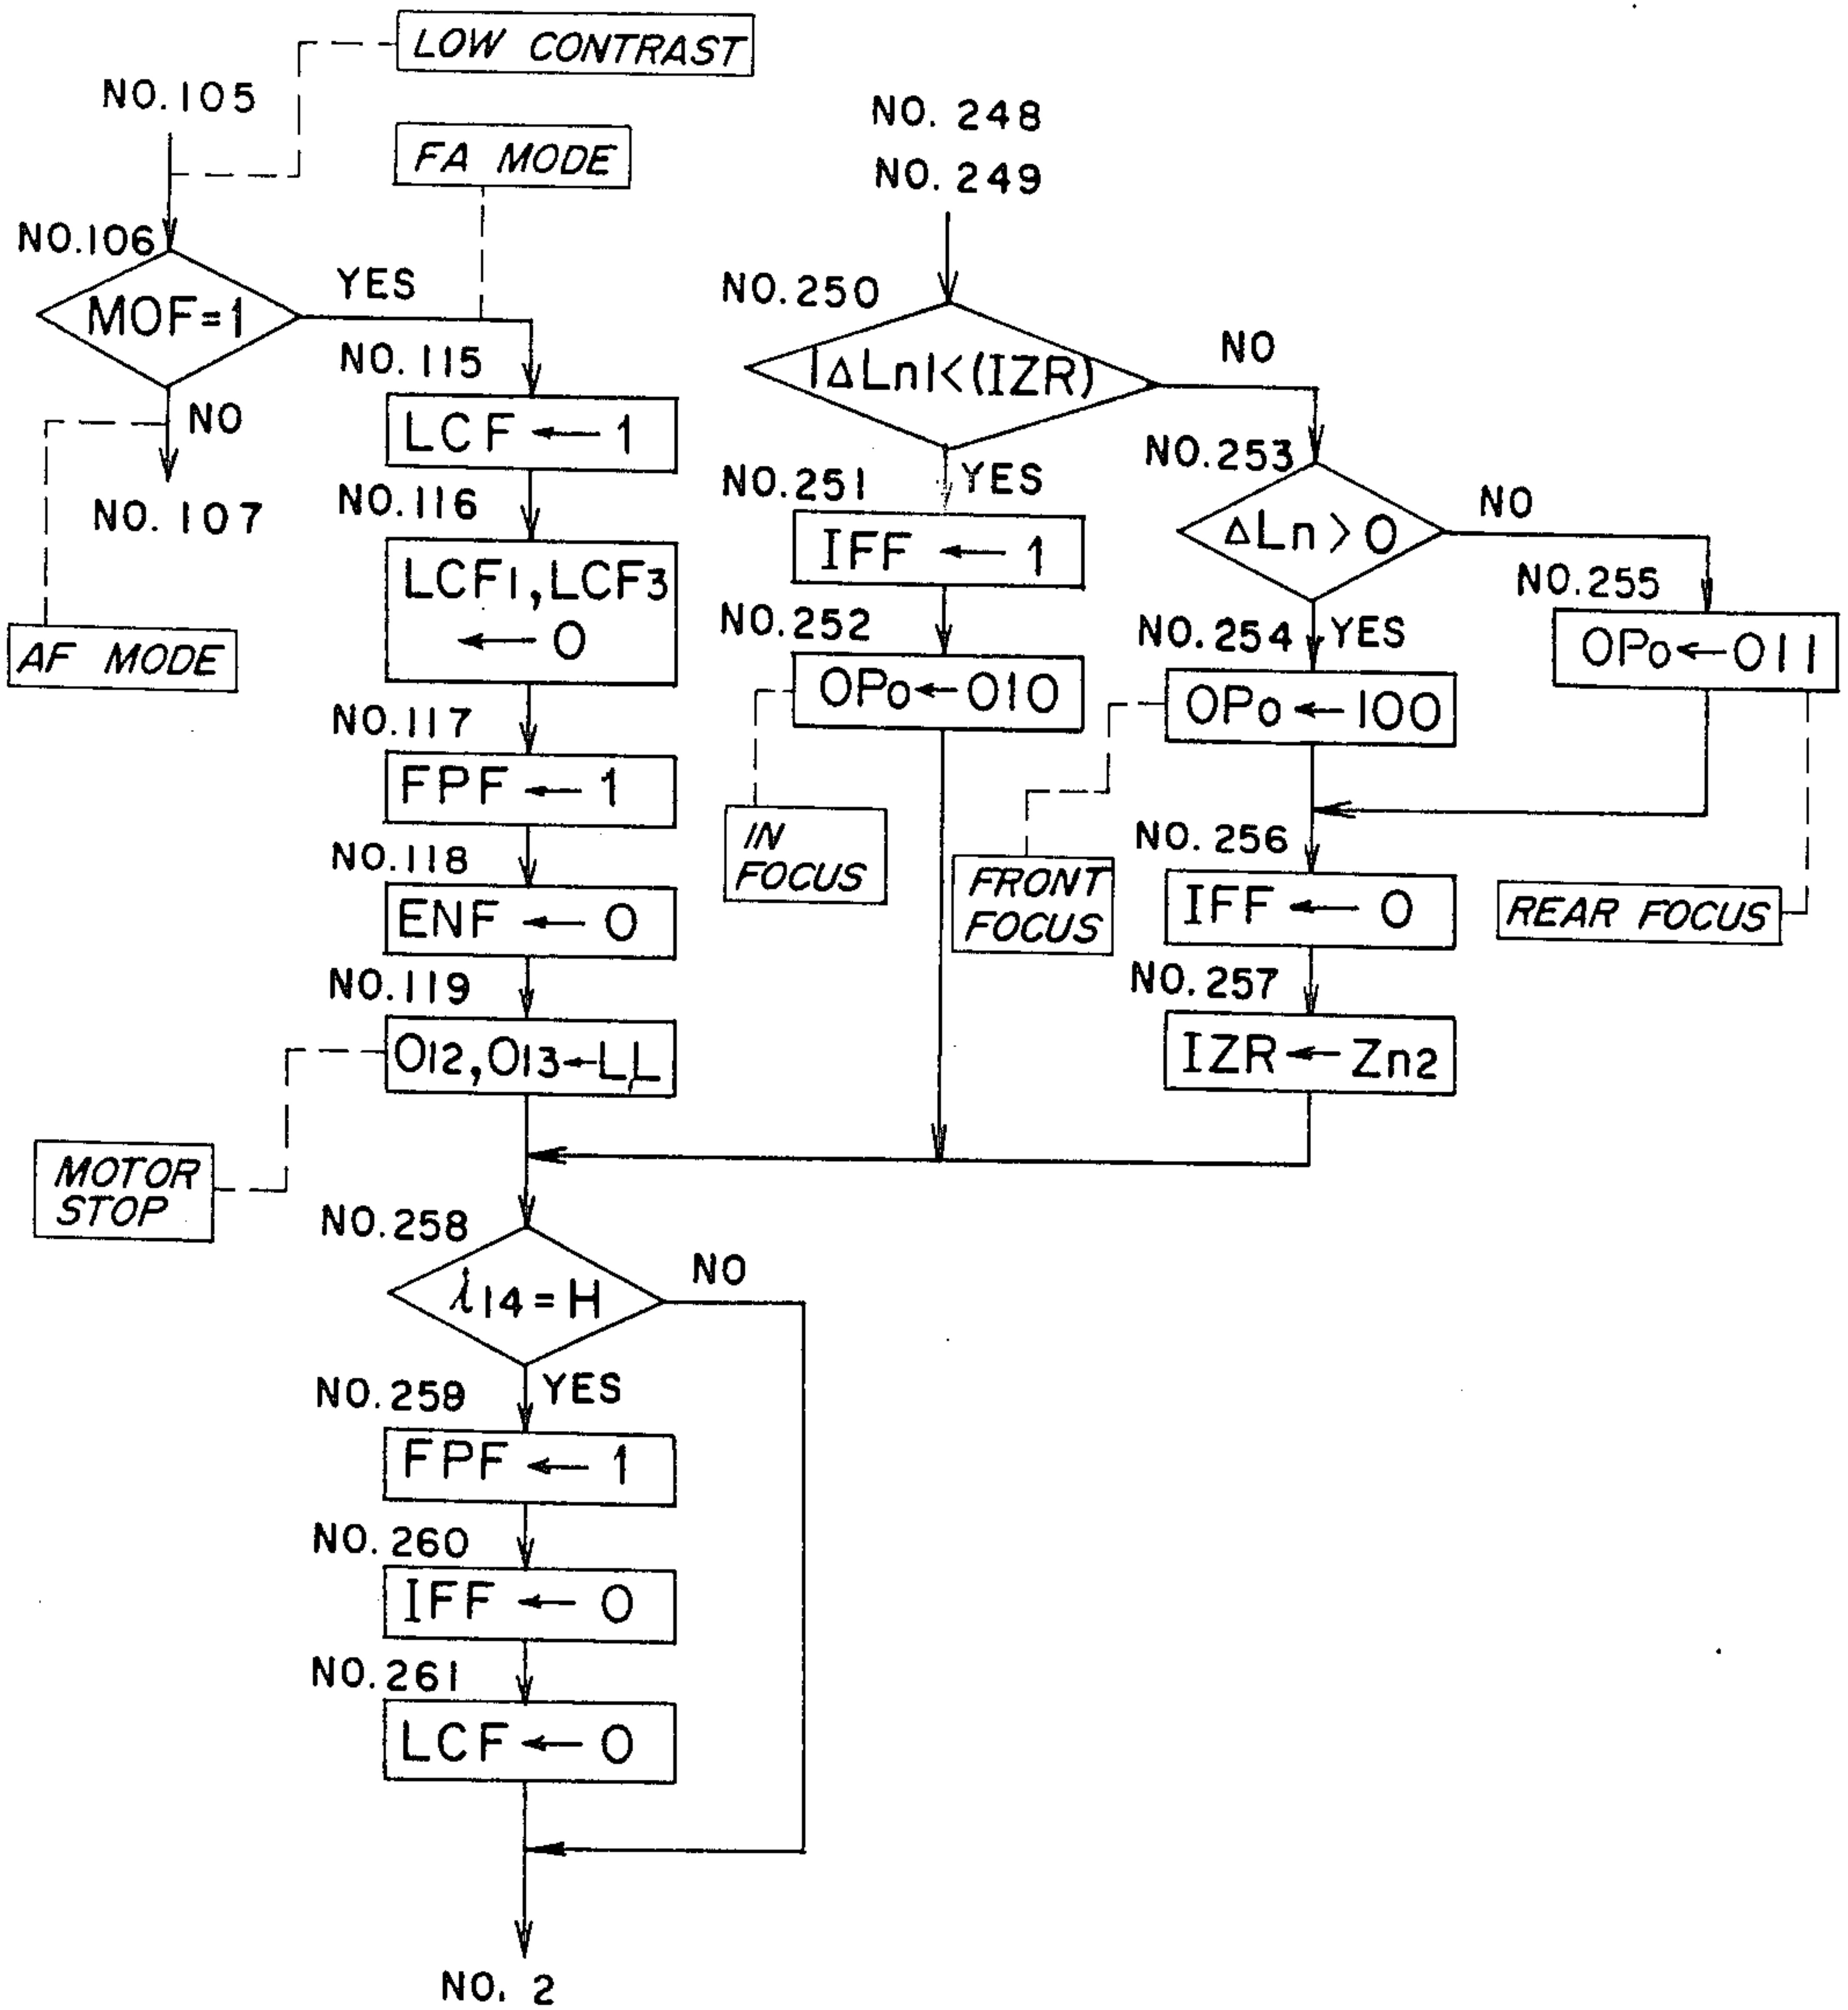 LOW CONTRAST
NO.105
FA MODE
NO.106
MOF=1
YES
NO
NO.107
AF MODE
NO.115
LCF ← 1
NO.116
LCF1, LCF3
← 0
NO.117
FPF ← 1
NO.118
ENF ← 0
NO.119
O12, O13 ← LL
MOTOR
STOP
NO. 248
NO. 249
NO.250
|ΔLn|<(IZR)
NO
YES
NO.251
IFF ← 1
NO.252
OPo ← 010
IN
FOCUS
NO.253
ΔLn > 0
NO
YES
NO.254
OPo ← 100
FRONT
FOCUS
NO.255
OPo ← 011
REAR FOCUS
NO.256
IFF ← 0
NO.257
IZR ← Zn2
NO.258
i14 = H
NO
YES
NO.259
FPF ← 1
NO.260
IFF ← 0
NO.261
LCF ← 0
NO. 2